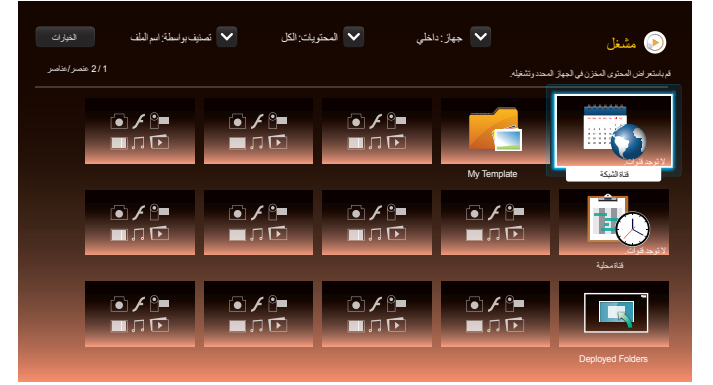 مشغل
جهاز: داخلي
المحتويات: الكل
تصنيف بواسطة: اسم الملف
الخيارات
قم باستعراض المحتوى المخزن في الجهاز المحدد وتشغيله.
1 / 2 عنصر/عناصر
لا توجد قنوات.
قناة الشبكة
My Template
لا توجد قنوات.
قناة محلية
Deployed Folders